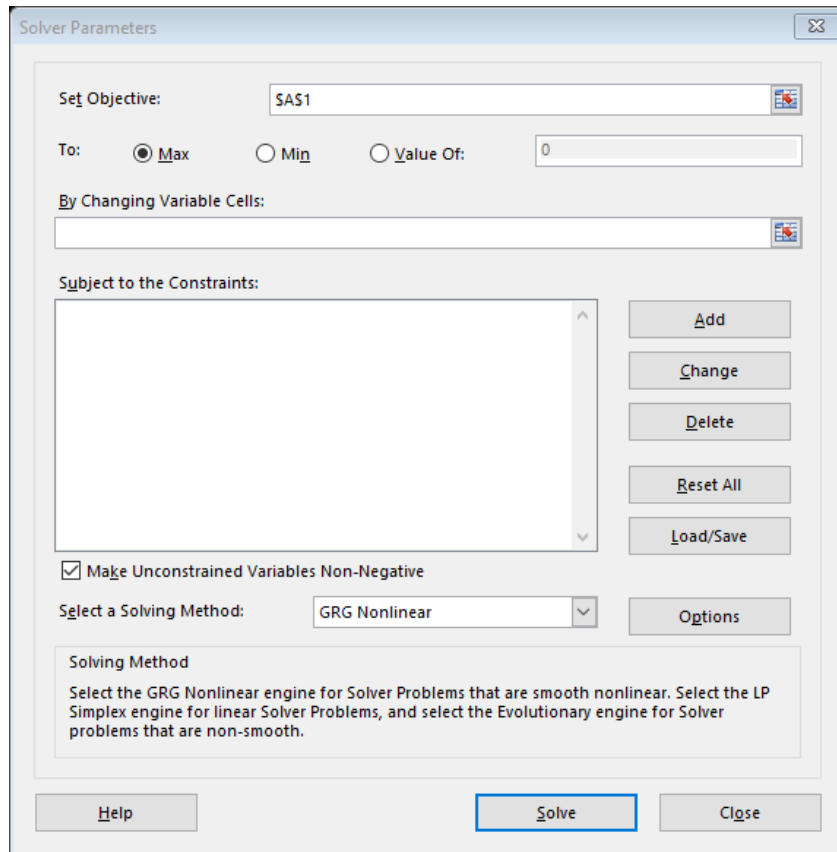 Solver Parameters
Set Objective: $A$1
To: Max Min Value Of: 0
By Changing Variable Cells:
Subject to the Constraints:
Add
Change
Delete
Reset All
Load/Save
Make Unconstrained Variables Non-Negative
Select a Solving Method: GRG Nonlinear Options
Solving Method
Select the GRG Nonlinear engine for Solver Problems that are smooth nonlinear. Select the LP
Simplex engine for linear Solver Problems, and select the Evolutionary engine for Solver
problems that are non-smooth.
Help Solve Close